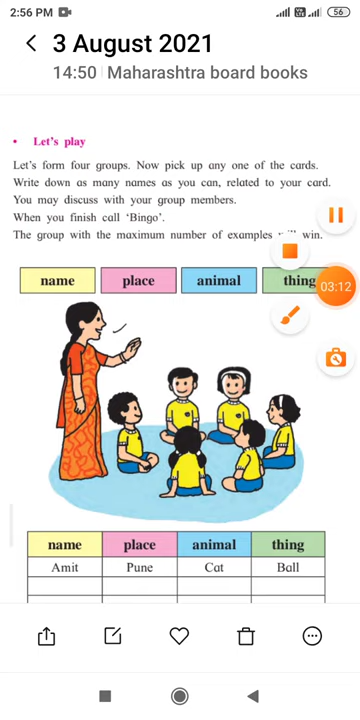 2:56 PM
56
3 August 2021
14:50 Maharashtra board books
• Let's play
Let's form four groups. Now pick up any one of the cards.
Write down as many names as you can, related to your card.
You may discuss with your group members.
When you finish call 'Bingo'.
The group with the maximum number of examples will win.
name place animal thing
03:12
name place animal thing
Amit Pune Cat Ball